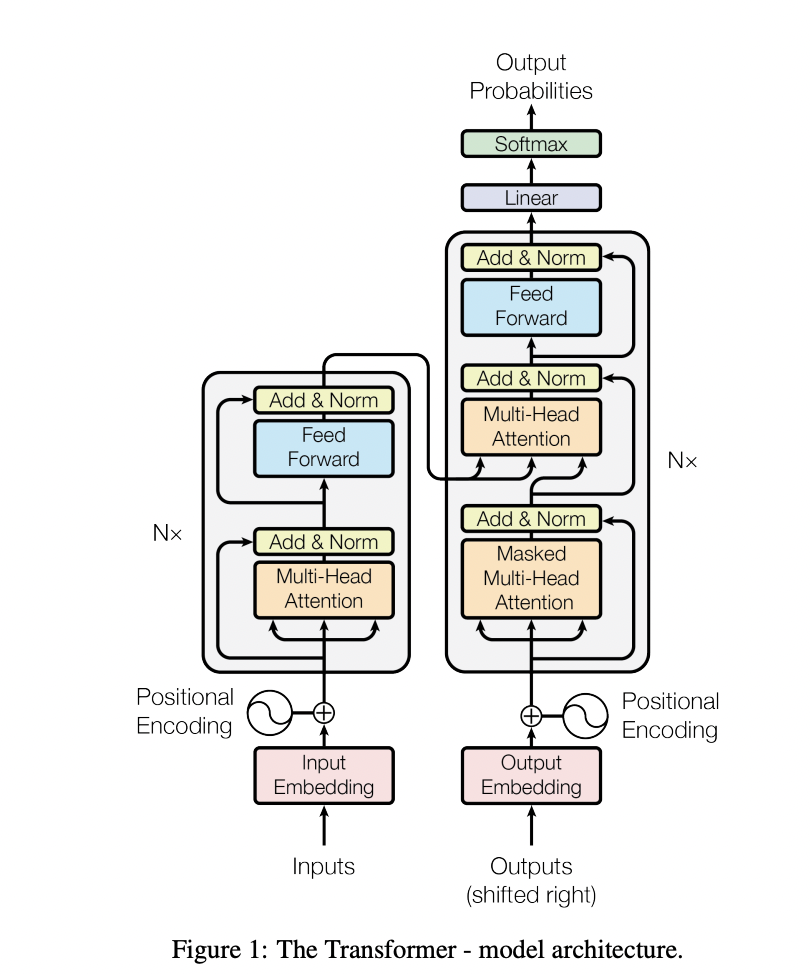 Output
Probabilities
Softmax
Linear
Add & Norm
Feed
Forward
Add & Norm
Multi-Head
Attention
Add & Norm
Masked
Multi-Head
Attention
N×
Add & Norm
Feed
Forward
Add & Norm
Multi-Head
Attention
N×
Positional
Encoding
Positional
Encoding
Input
Embedding
Output
Embedding
Inputs
Outputs
(shifted right)
Figure 1: The Transformer - model architecture.